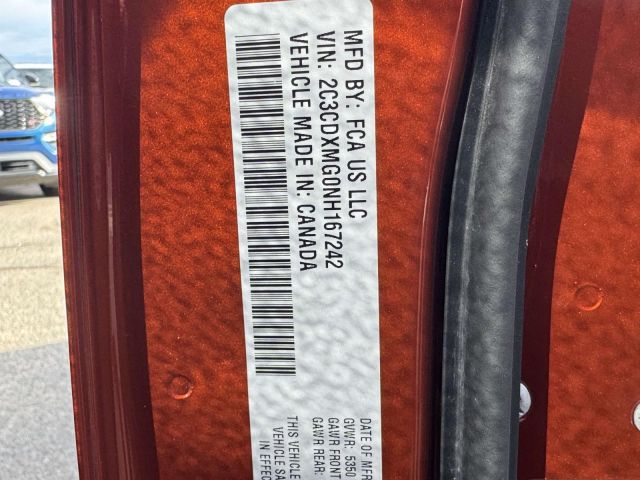 MFD BY: FCA US LLC
VIN: 2C3CDXMG0NH167242
VEHICLE MADE IN: CANADA
DATE OF MFR
GVWR: 5350
GAWR FRONT
GAWR REAR:
THIS VEHICLE
VEHICLE SA
IN EFFEC